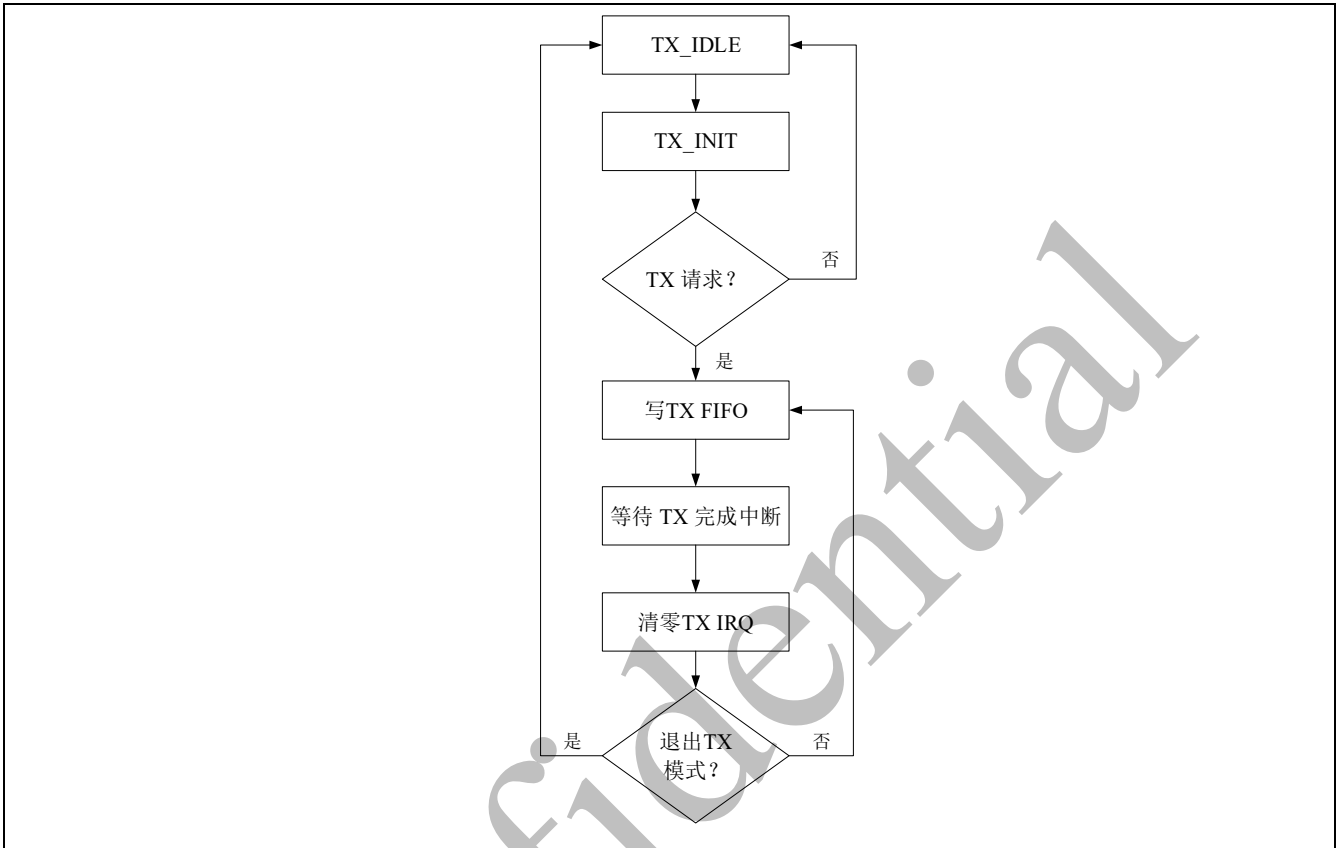 TX_IDLE
TX_INIT
TX 请求？
否
是
写TX FIFO
等待 TX 完成中断
清零TX IRQ
是
退出TX
模式？
否
fidential